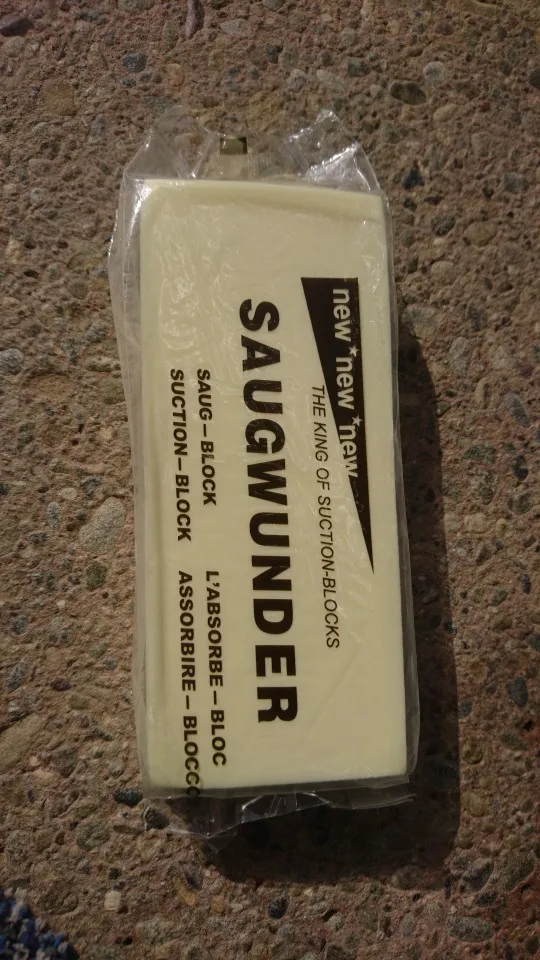 new*new*new
THE KING OF SUCTION-BLOCKS
SAUGWUNDER
SAUG–BLOCK L'ABSORBE–BLOC
SUCTION–BLOCK ASSORBIRE–BLOCCO